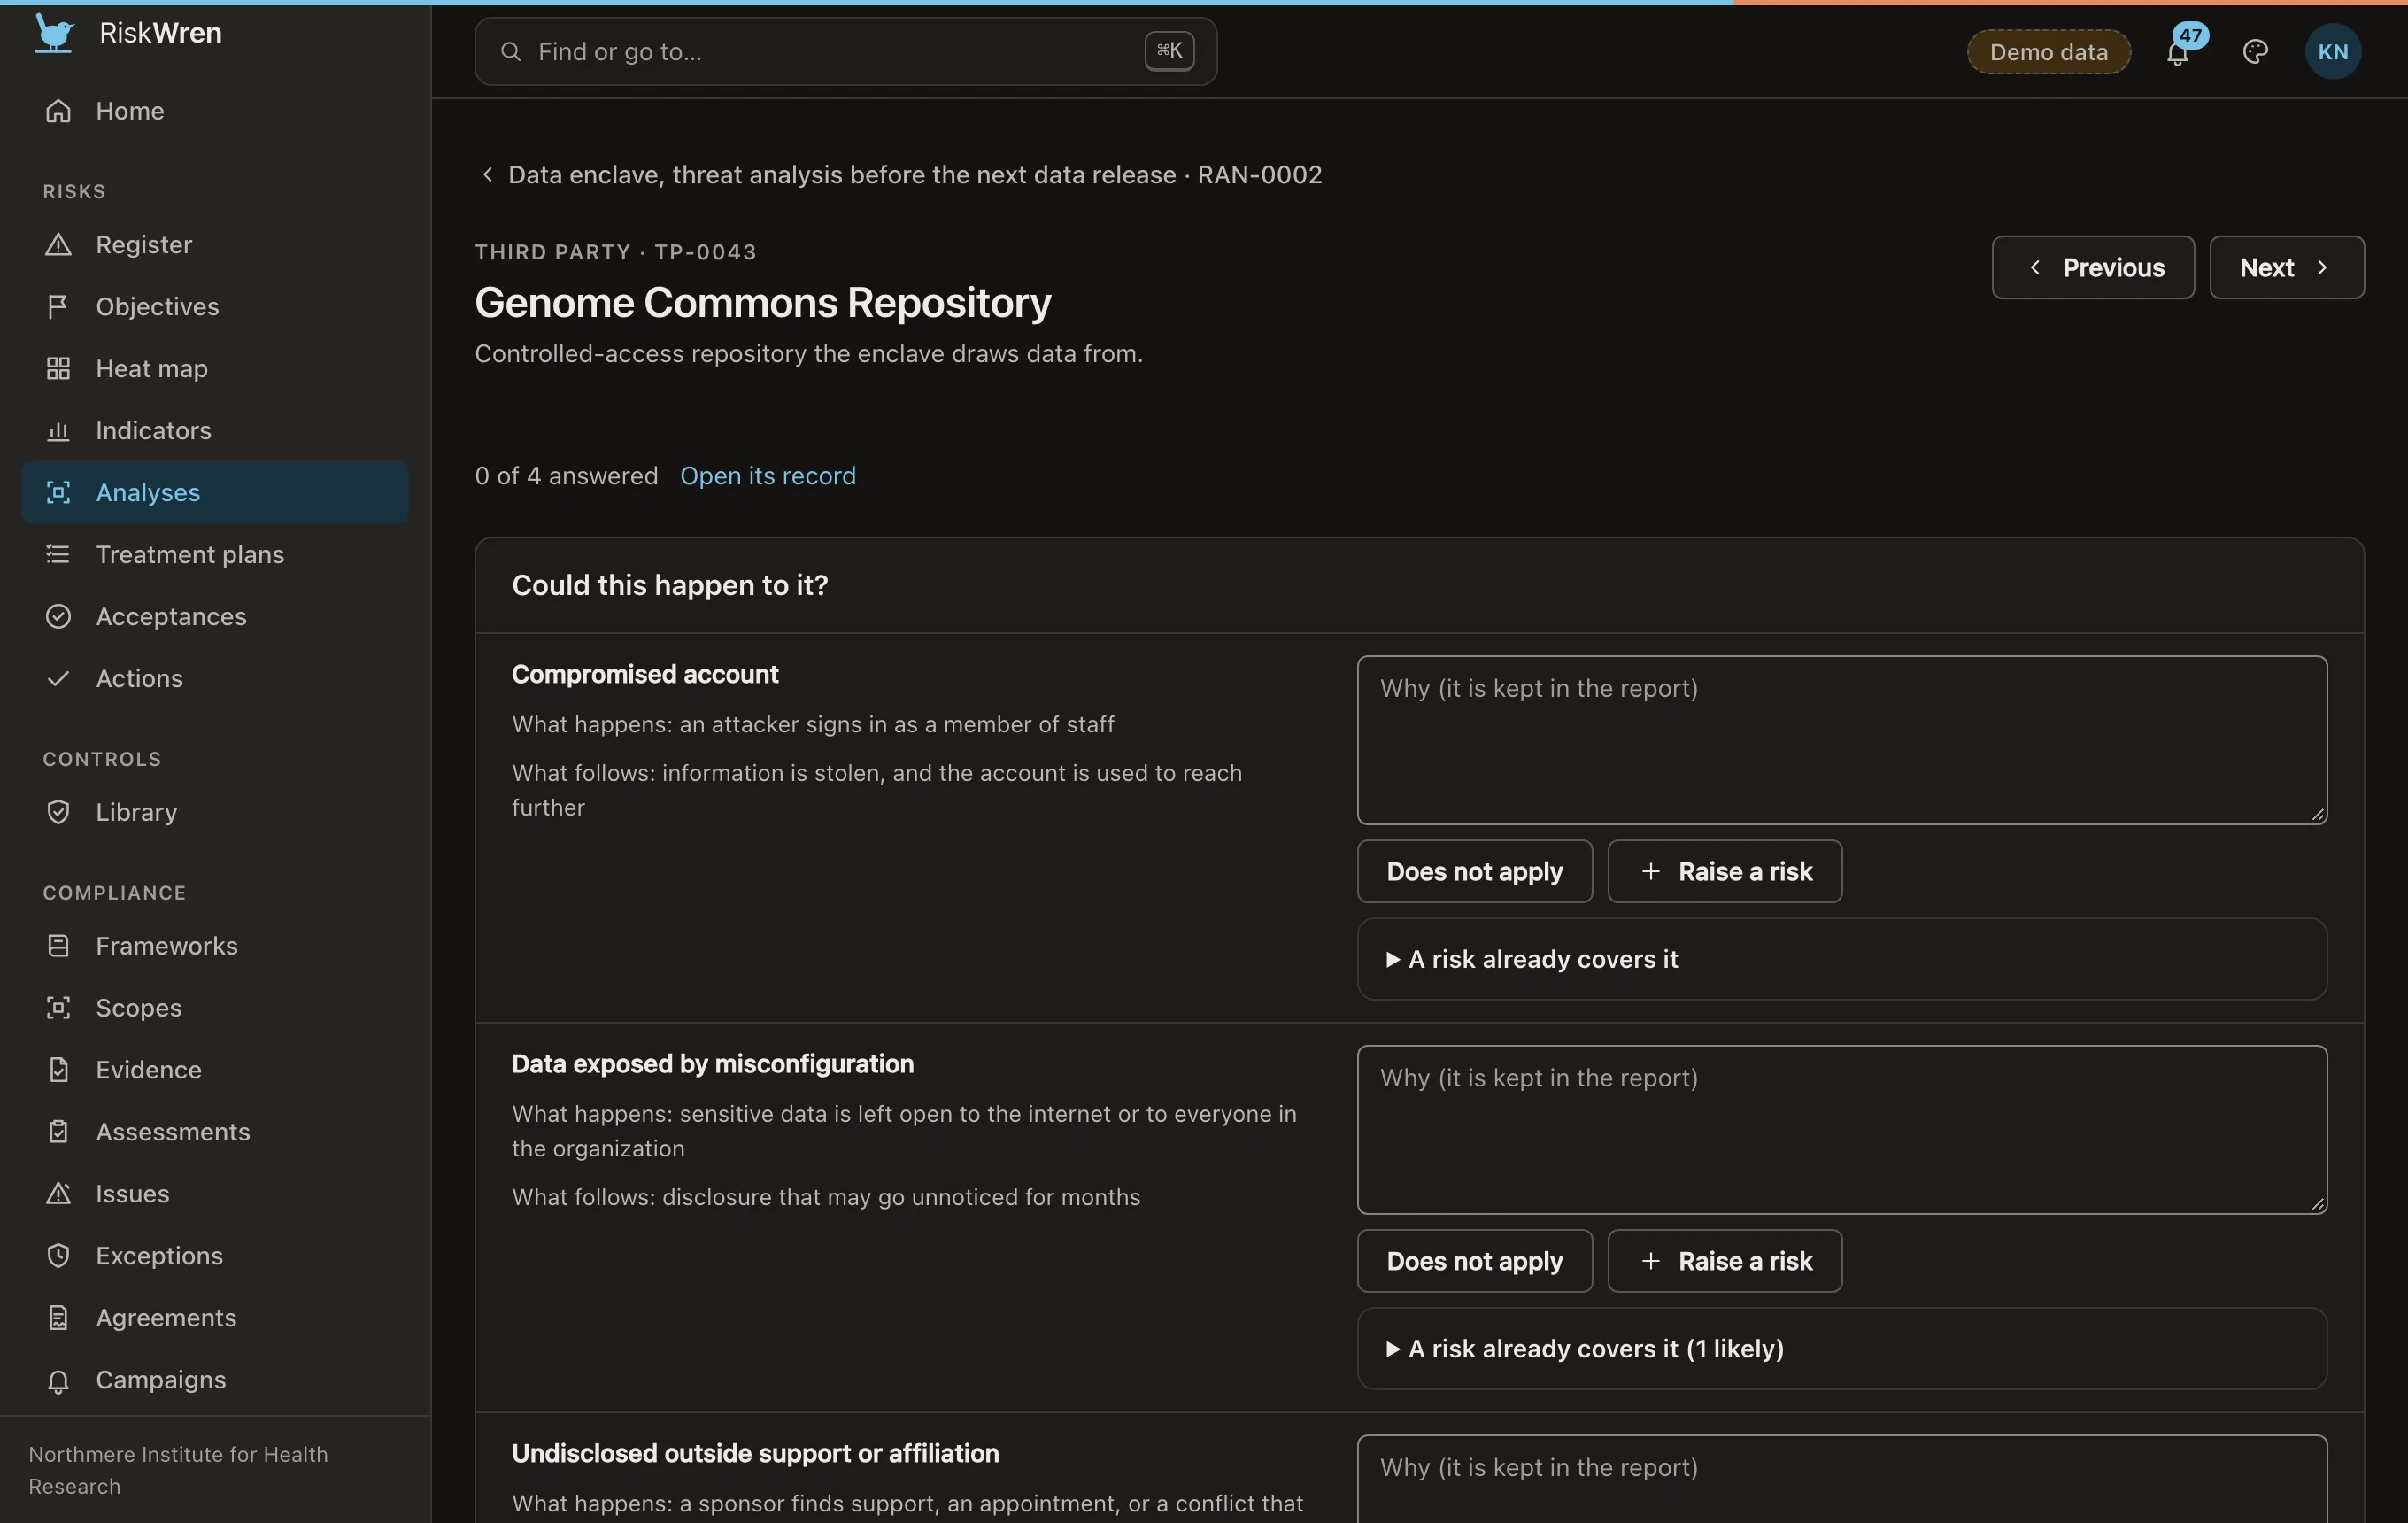 RiskWren
Find or go to...
⌘K
Demo data
47
KN
Home
RISKS
Register
Objectives
Heat map
Indicators
Analyses
Treatment plans
Acceptances
Actions
CONTROLS
Library
COMPLIANCE
Frameworks
Scopes
Evidence
Assessments
Issues
Exceptions
Agreements
Campaigns
Northmere Institute for Health
Research
Data enclave, threat analysis before the next data release · RAN-0002
THIRD PARTY · TP-0043
Genome Commons Repository
Controlled-access repository the enclave draws data from.
Previous
Next
0 of 4 answered
Open its record
Could this happen to it?
Compromised account
What happens: an attacker signs in as a member of staff
What follows: information is stolen, and the account is used to reach
further
Why (it is kept in the report)
Does not apply
+ Raise a risk
A risk already covers it
Data exposed by misconfiguration
What happens: sensitive data is left open to the internet or to everyone in
the organization
What follows: disclosure that may go unnoticed for months
Why (it is kept in the report)
Does not apply
+ Raise a risk
A risk already covers it (1 likely)
Undisclosed outside support or affiliation
What happens: a sponsor finds support, an appointment, or a conflict that
Why (it is kept in the report)